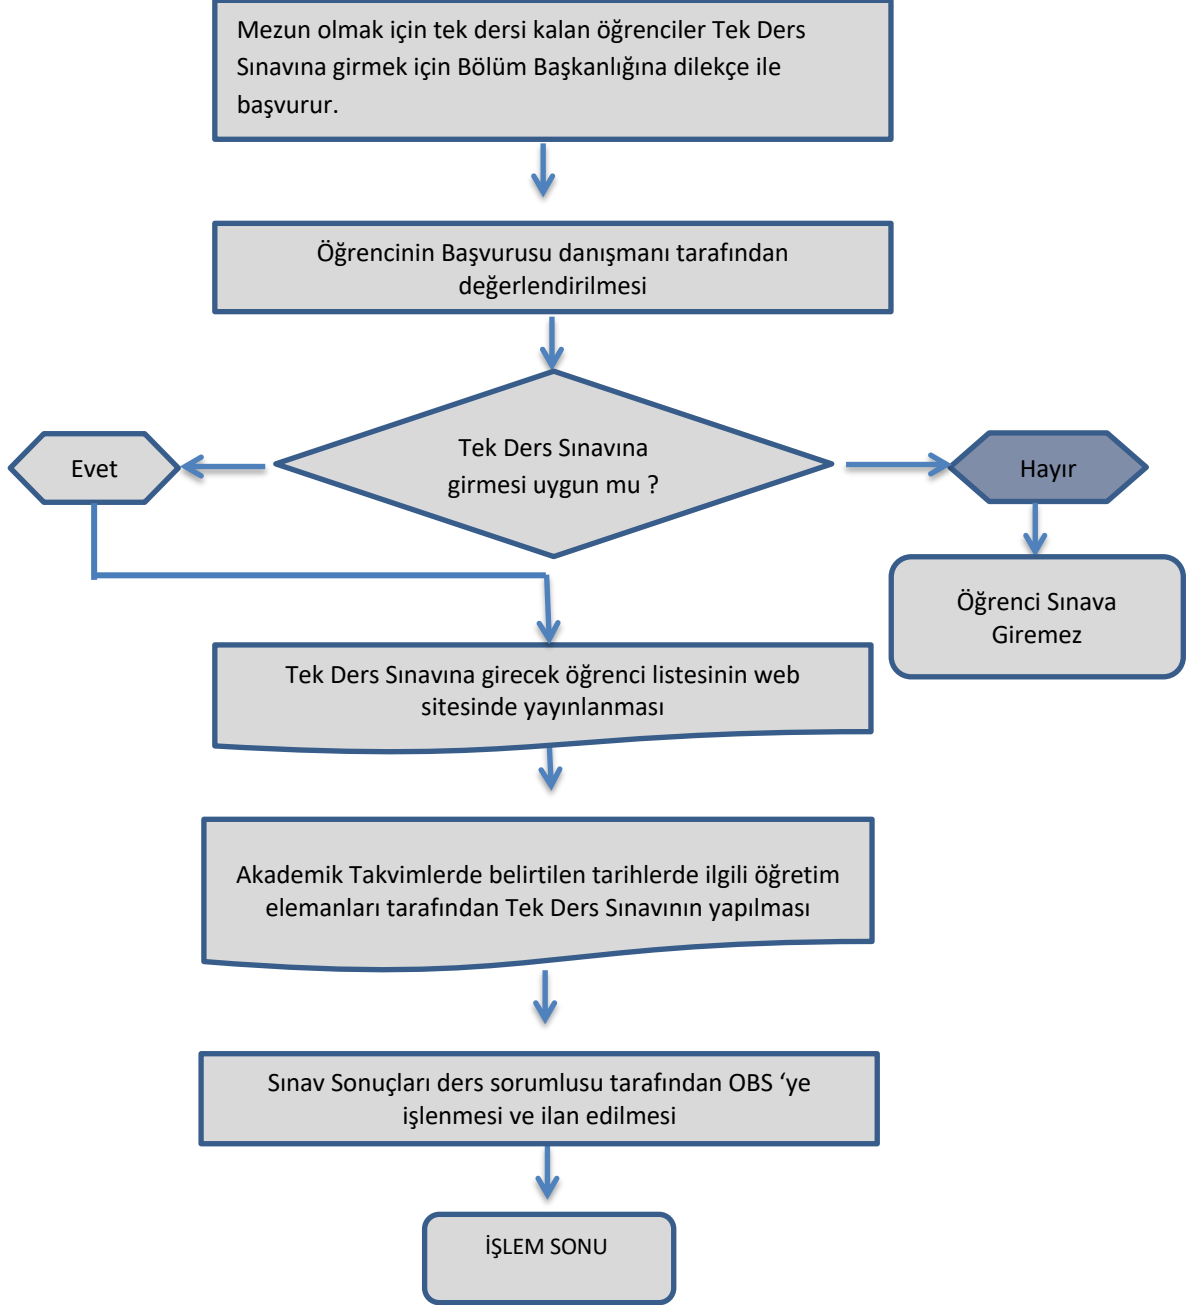 Mezun olmak için tek dersi kalan öğrenciler Tek Ders
Sınavına girmek için Bölüm Başkanlığına dilekçe ile
başvurur.
Öğrencinin Başvurusu danışmanı tarafından
değerlendirilmesi
Tek Ders Sınavına
girmesi uygun mu ?
Evet
Hayır
Öğrenci Sınava
Giremez
Tek Ders Sınavına girecek öğrenci listesinin web
sitesinde yayınlanması
Akademik Takvimlerde belirtilen tarihlerde ilgili öğretim
elemanları tarafından Tek Ders Sınavının yapılması
Sınav Sonuçları ders sorumlusu tarafından OBS ‘ye
işlenmesi ve ilan edilmesi
İŞLEM SONU